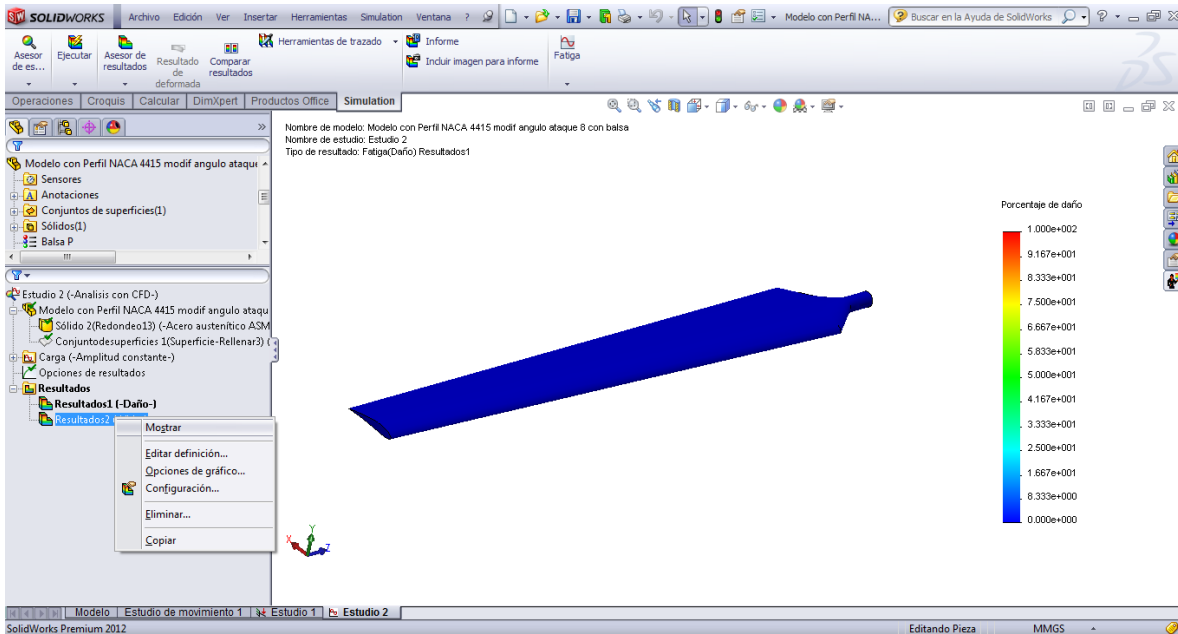 SOLIDWORKS Archivo Edición Ver Insertar Herramientas Simulation Ventana ? Modelo con Perfil NA... Buscar en la Ayuda de SolidWorks ?
Asesor de es...
Ejecutar
Asesor de resultados
Resultado de deformada
Comparar resultados
Herramientas de trazado
Informe
Incluir imagen para informe
Fatiga
Operaciones Croquis Calcular DimXpert Productos Office Simulation
Nombre de modelo: Modelo con Perfil NACA 4415 modif angulo ataque 8 con balsa
Nombre de estudio: Estudio 2
Tipo de resultado: Fatiga(Daño) Resultados1
Modelo con Perfil NACA 4415 modif angulo ataque
Sensores
Anotaciones
Conjuntos de superficies(1)
Sólidos(1)
Balsa P
Estudio 2 (-Analisis con CFD-)
Modelo con Perfil NACA 4415 modif angulo ataqu
Sólido 2(Redondeo13) (-Acero austenítico ASM
Conjuntodesuperficies 1(Superficie-Rellenar3) (
Carga (-Amplitud constante-)
Opciones de resultados
Resultados
Resultados1 (-Daño-)
Resultados2
Mostrar
Editar definición...
Opciones de gráfico...
Configuración...
Eliminar...
Copiar
Porcentaje de daño
1.000e+002
9.167e+001
8.333e+001
7.500e+001
6.667e+001
5.833e+001
5.000e+001
4.167e+001
3.333e+001
2.500e+001
1.667e+001
8.333e+000
0.000e+000
Y
X
Z
Modelo Estudio de movimiento 1 Estudio 1 Estudio 2
SolidWorks Premium 2012 Editando Pieza MMGS